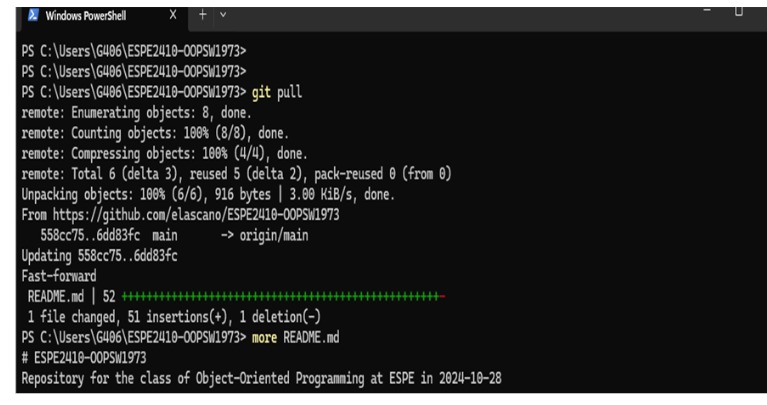 Windows PowerShell
PS C:\Users\G406\ESPE2410-OOPSW1973>
PS C:\Users\G406\ESPE2410-OOPSW1973>
PS C:\Users\G406\ESPE2410-OOPSW1973> git pull
remote: Enumerating objects: 8, done.
remote: Counting objects: 100% (8/8), done.
remote: Compressing objects: 100% (4/4), done.
remote: Total 6 (delta 3), reused 5 (delta 2), pack-reused 0 (from 0)
Unpacking objects: 100% (6/6), 916 bytes | 3.00 KiB/s, done.
From https://github.com/elascano/ESPE2410-OOPSW1973
   558cc75..6dd83fc  main       -> origin/main
Updating 558cc75..6dd83fc
Fast-forward
 README.md | 52 +++++++++++++++++++++++++++++++++++++++++++++++++++-
 1 file changed, 51 insertions(+), 1 deletion(-)
PS C:\Users\G406\ESPE2410-OOPSW1973> more README.md
# ESPE2410-OOPSW1973
Repository for the class of Object-Oriented Programming at ESPE in 2024-10-28